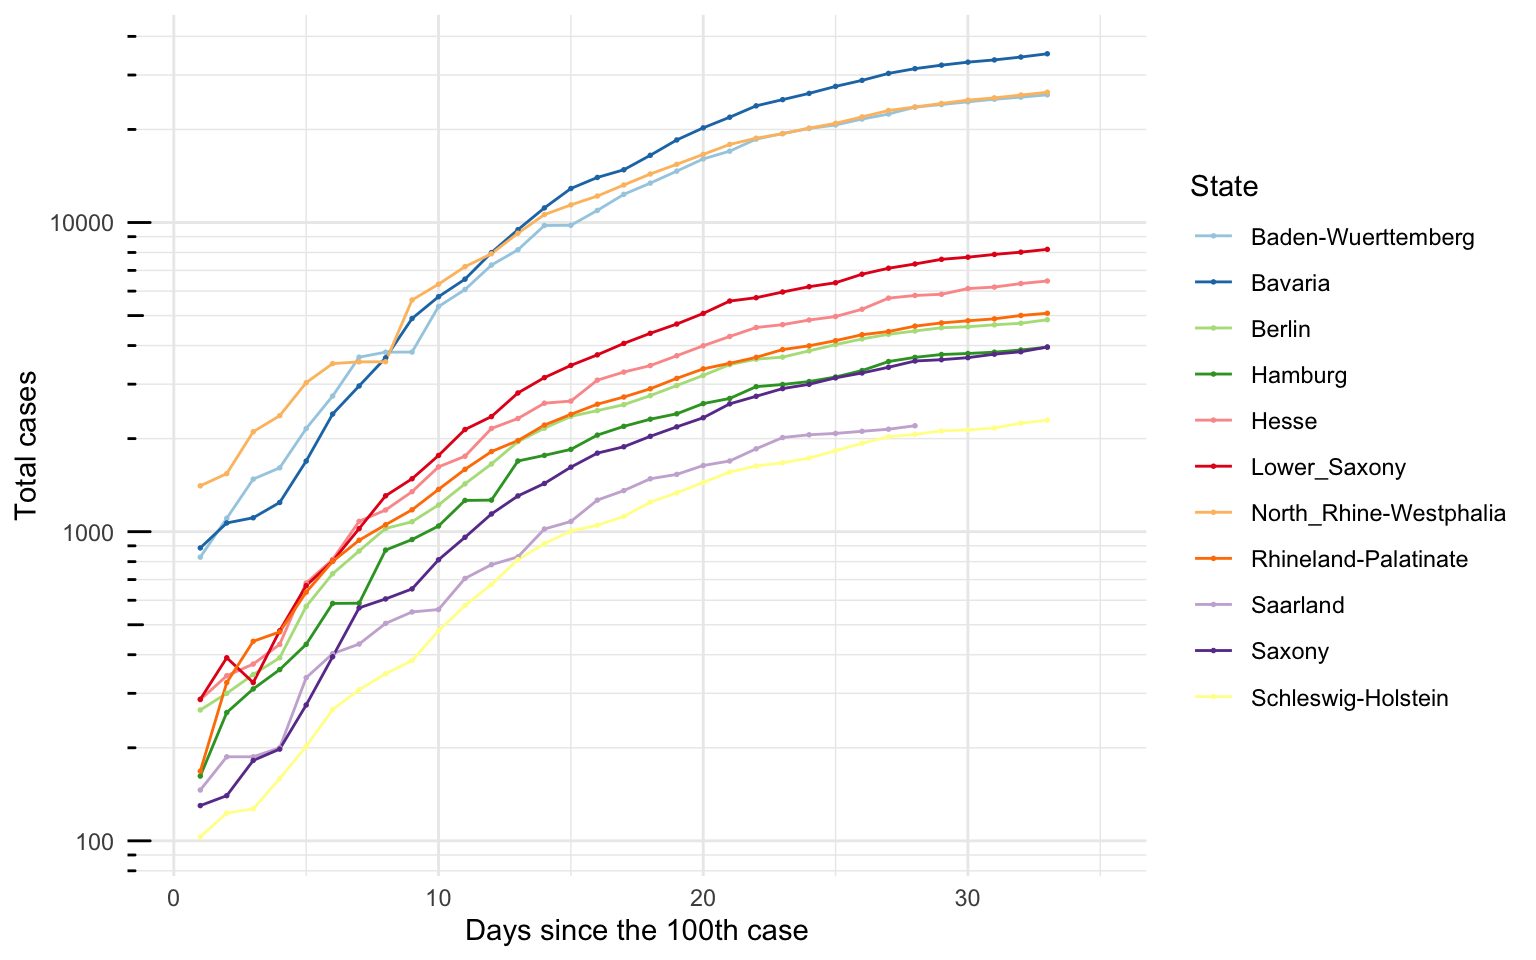 Total cases
10000
1000
100
0
10
20
30
Days since the 100th case
State
Baden-Wuerttemberg
Bavaria
Berlin
Hamburg
Hesse
Lower_Saxony
North_Rhine-Westphalia
Rhineland-Palatinate
Saarland
Saxony
Schleswig-Holstein